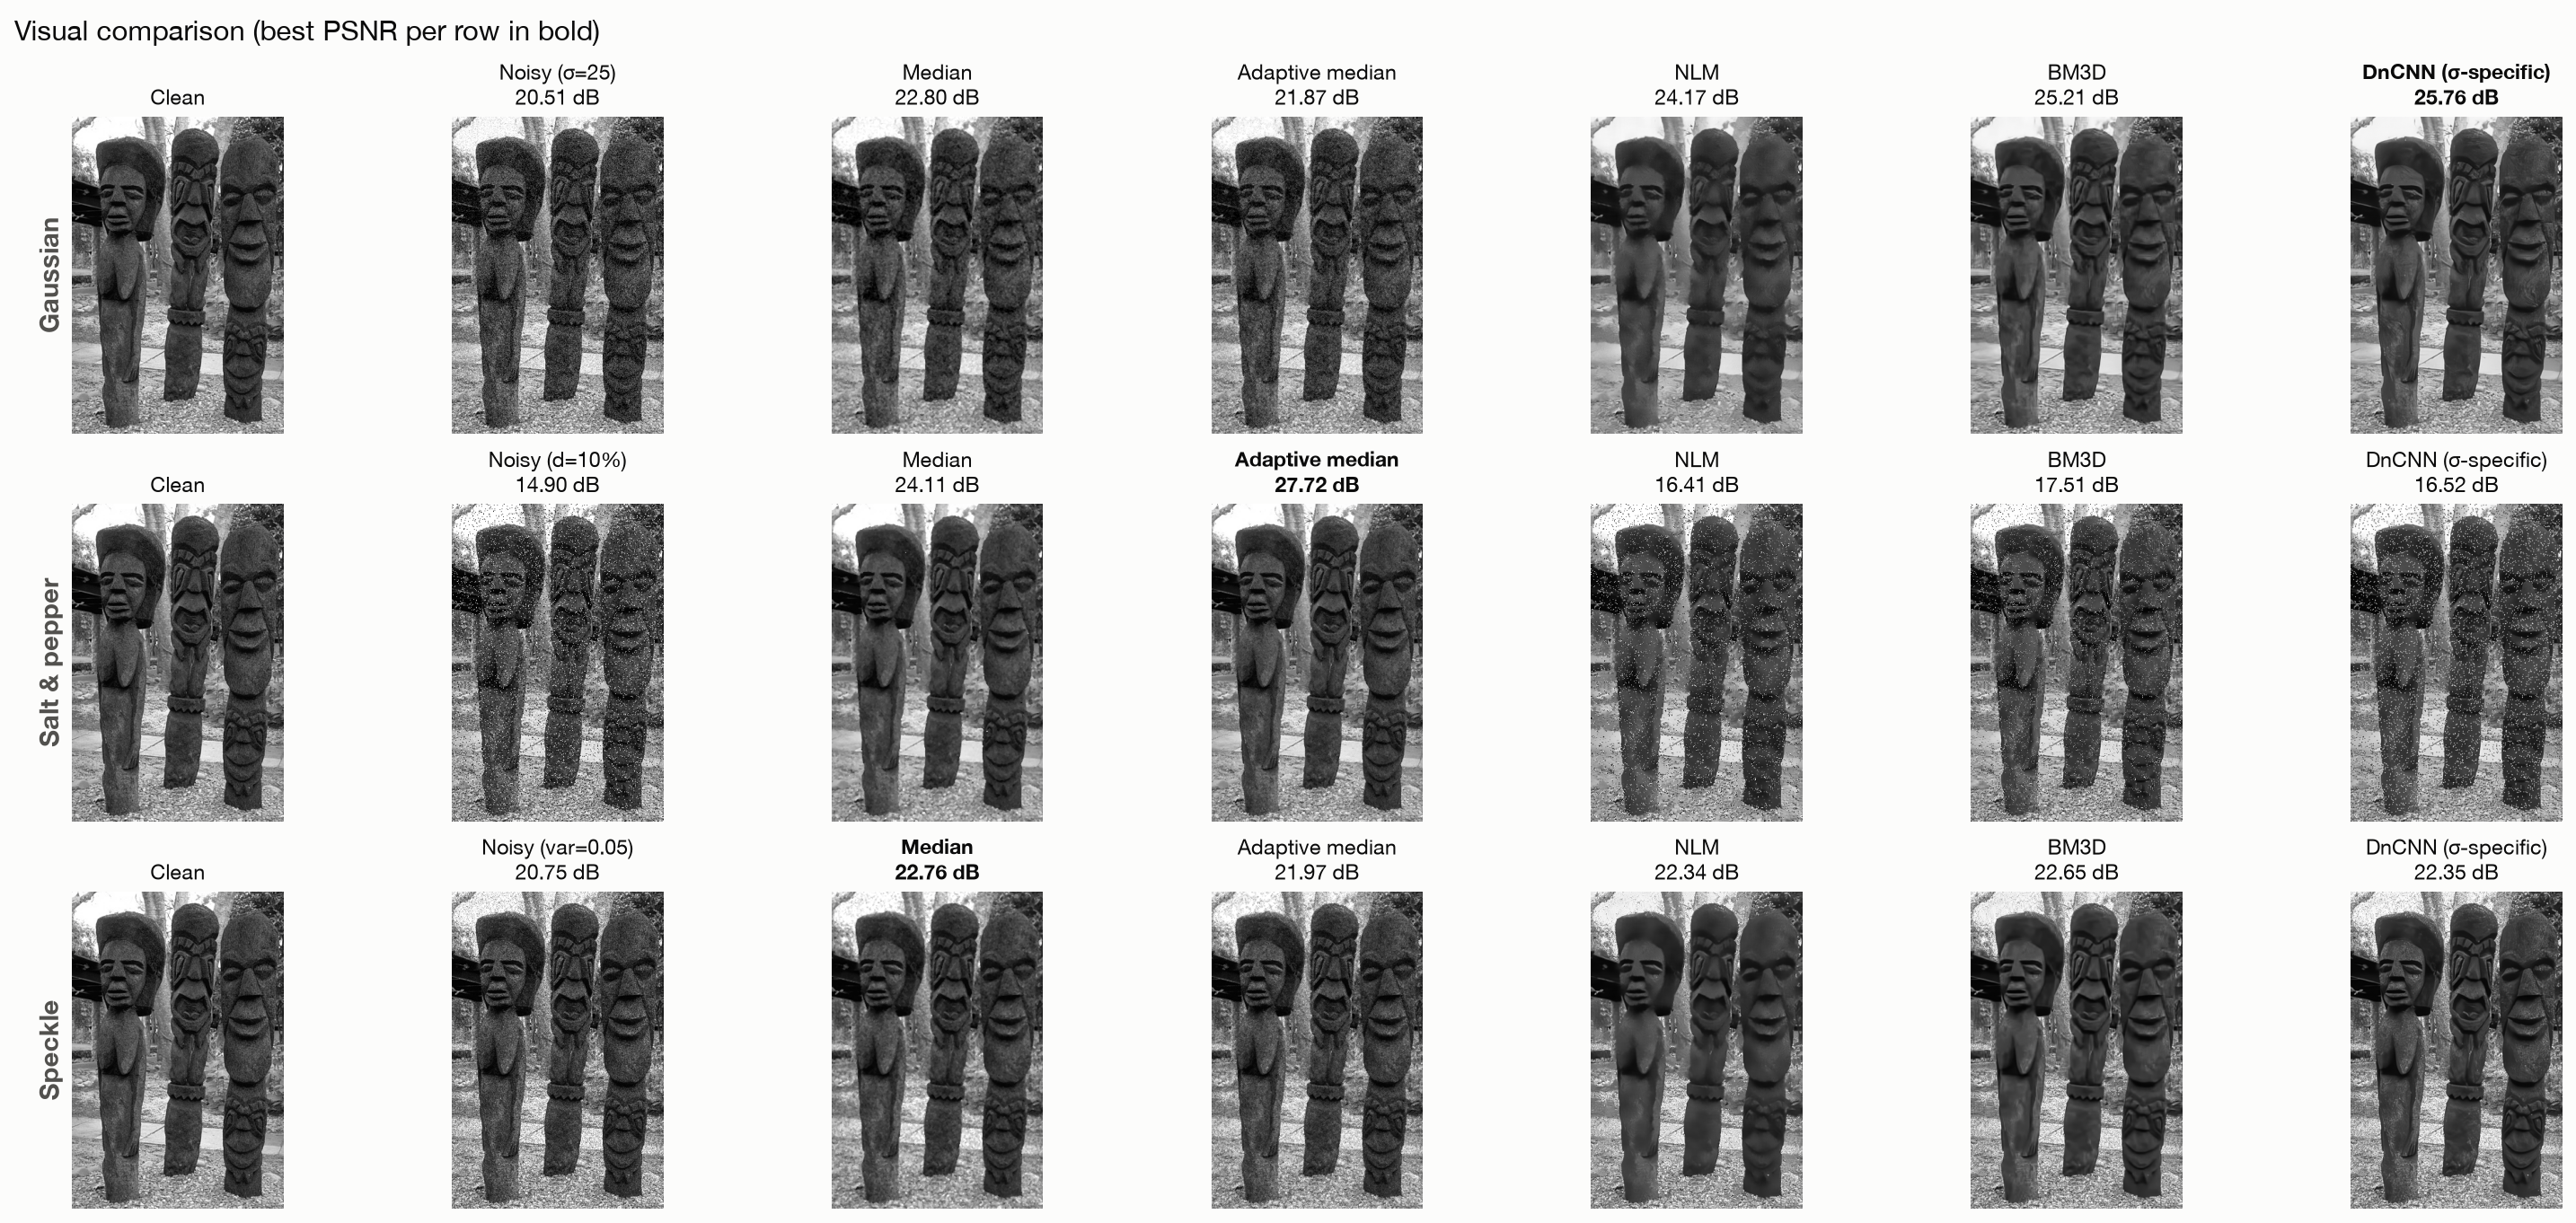 Visual comparison (best PSNR per row in bold)
Gaussian
Clean
Noisy (σ=25)
20.51 dB
Median
22.80 dB
Adaptive median
21.87 dB
NLM
24.17 dB
BM3D
25.21 dB
DnCNN (σ-specific)
25.76 dB
Salt & pepper
Clean
Noisy (d=10%)
14.90 dB
Median
24.11 dB
Adaptive median
27.72 dB
NLM
16.41 dB
BM3D
17.51 dB
DnCNN (σ-specific)
16.52 dB
Speckle
Clean
Noisy (var=0.05)
20.75 dB
Median
22.76 dB
Adaptive median
21.97 dB
NLM
22.34 dB
BM3D
22.65 dB
DnCNN (σ-specific)
22.35 dB